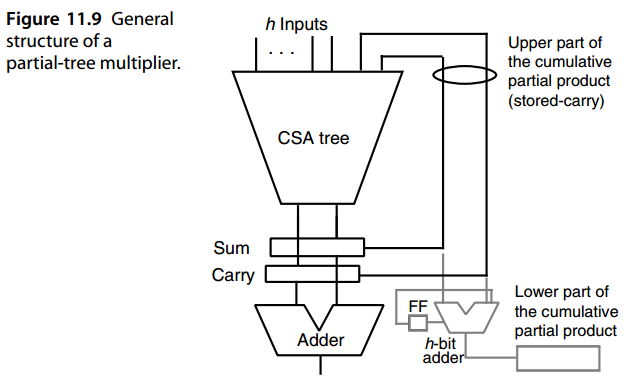 Figure 11.9 General
structure of a
partial-tree multiplier.
h Inputs
. . .
Upper part of
the cumulative
partial product
(stored-carry)
CSA tree
Sum
Carry
Adder
FF
h-bit
adder
Lower part of
the cumulative
partial product